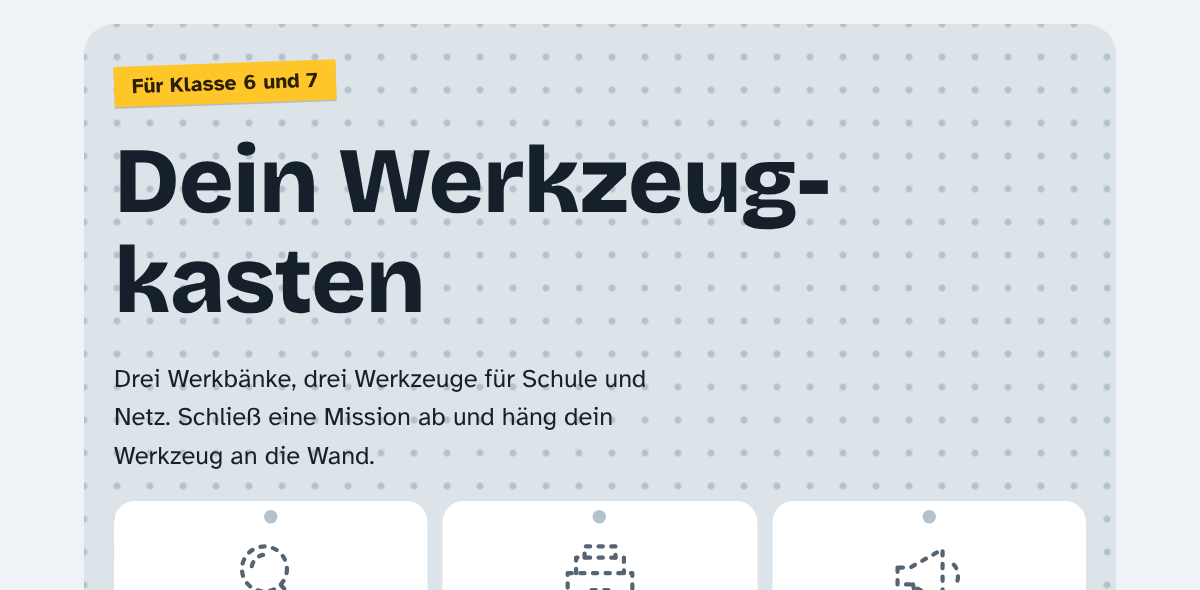 Für Klasse 6 und 7
Dein Werkzeug-
kasten
Drei Werkbänke, drei Werkzeuge für Schule und
Netz. Schließ eine Mission ab und häng dein
Werkzeug an die Wand.